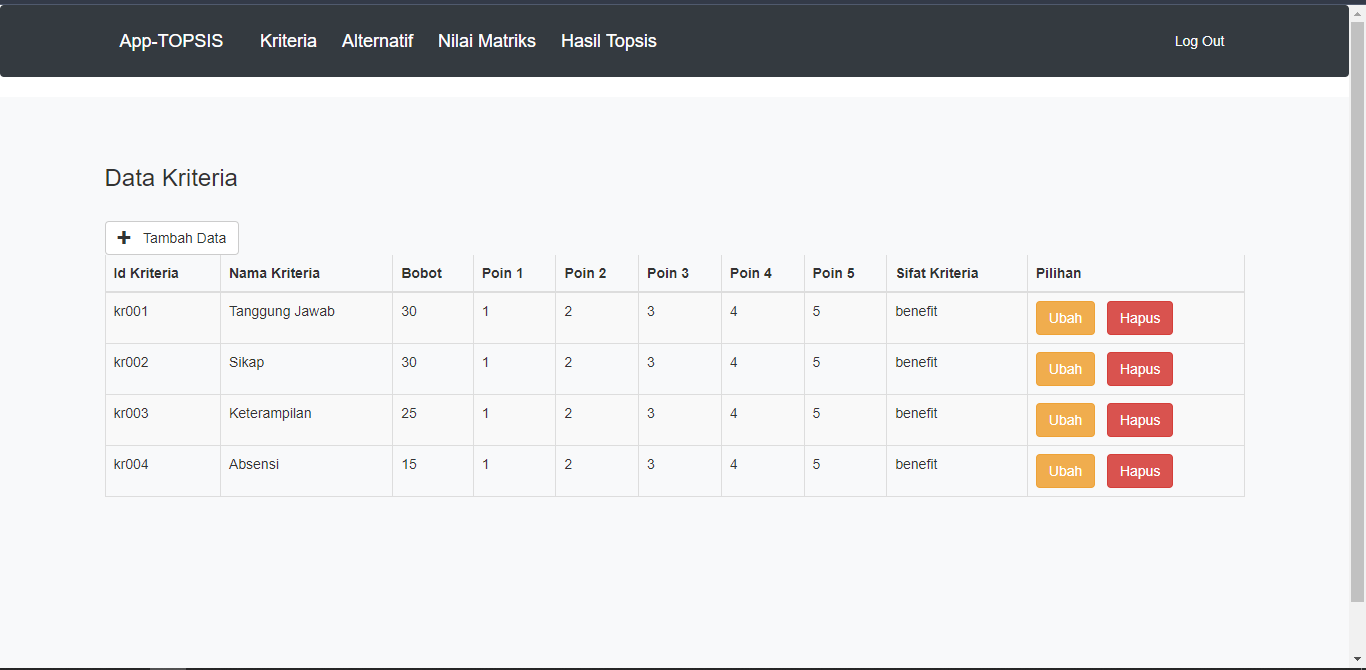 App-TOPSIS Kriteria Alternatif Nilai Matriks Hasil Topsis Log Out
Data Kriteria
Tambah Data
Id Kriteria Nama Kriteria Bobot Poin 1 Poin 2 Poin 3 Poin 4 Poin 5 Sifat Kriteria Pilihan
kr001 Tanggung Jawab 30 1 2 3 4 5 benefit Ubah Hapus
kr002 Sikap 30 1 2 3 4 5 benefit Ubah Hapus
kr003 Keterampilan 25 1 2 3 4 5 benefit Ubah Hapus
kr004 Absensi 15 1 2 3 4 5 benefit Ubah Hapus